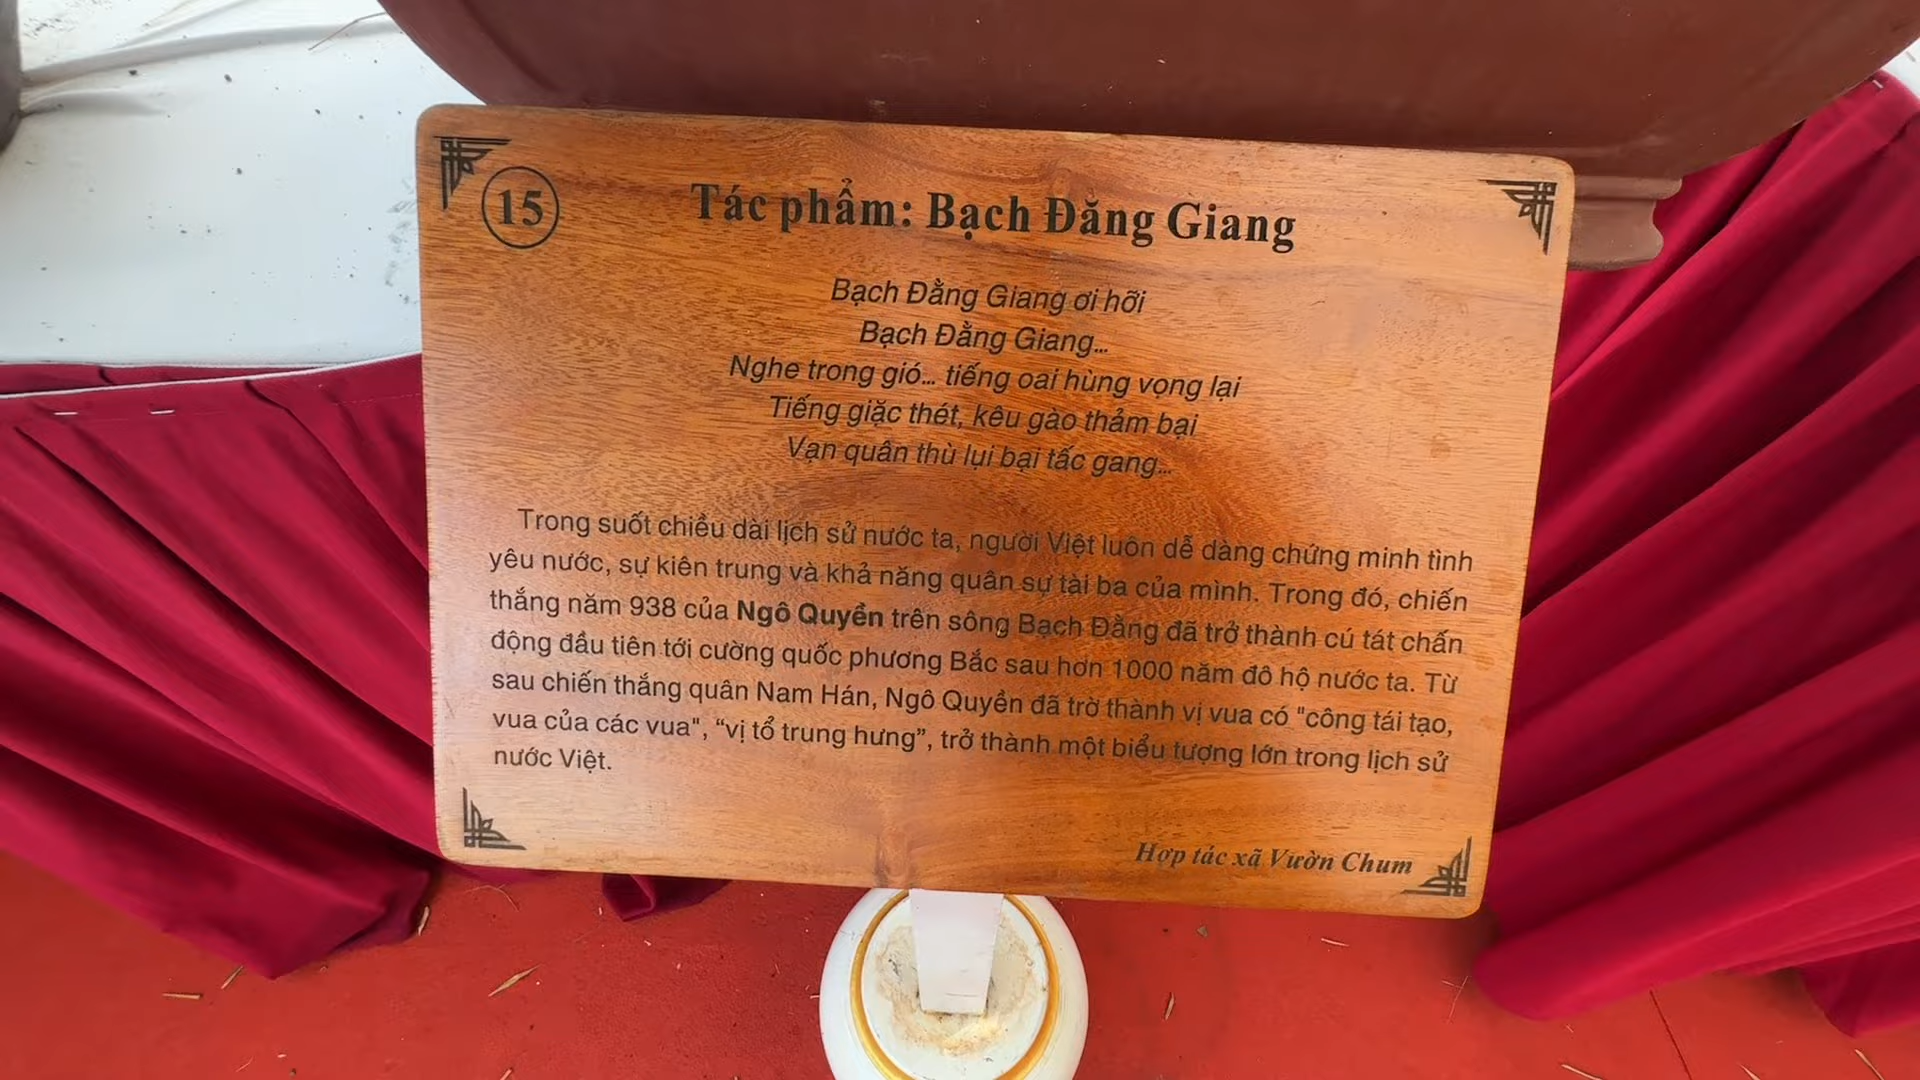 15
Tác phẩm: Bạch Đằng Giang
Bạch Đằng Giang ơi hỡi
Bạch Đằng Giang...
Nghe trong gió... tiếng oai hùng vọng lại
Tiếng giặc thét, kêu gào thảm bại
Vạn quân thù lụi bại tấc gang...
Trong suốt chiều dài lịch sử nước ta, người Việt luôn dễ dàng chứng minh tình
yêu nước, sự kiên trung và khả năng quân sự tài ba của mình. Trong đó, chiến
thắng năm 938 của Ngô Quyền trên sông Bạch Đằng đã trở thành cú tát chấn
động đầu tiên tới cường quốc phương Bắc sau hơn 1000 năm đô hộ nước ta. Từ
sau chiến thắng quân Nam Hán, Ngô Quyền đã trờ thành vị vua có "công tái tạo,
vua của các vua", “vị tổ trung hưng”, trở thành một biểu tượng lớn trong lịch sử
nước Việt.
Hợp tác xã Vườn Chum